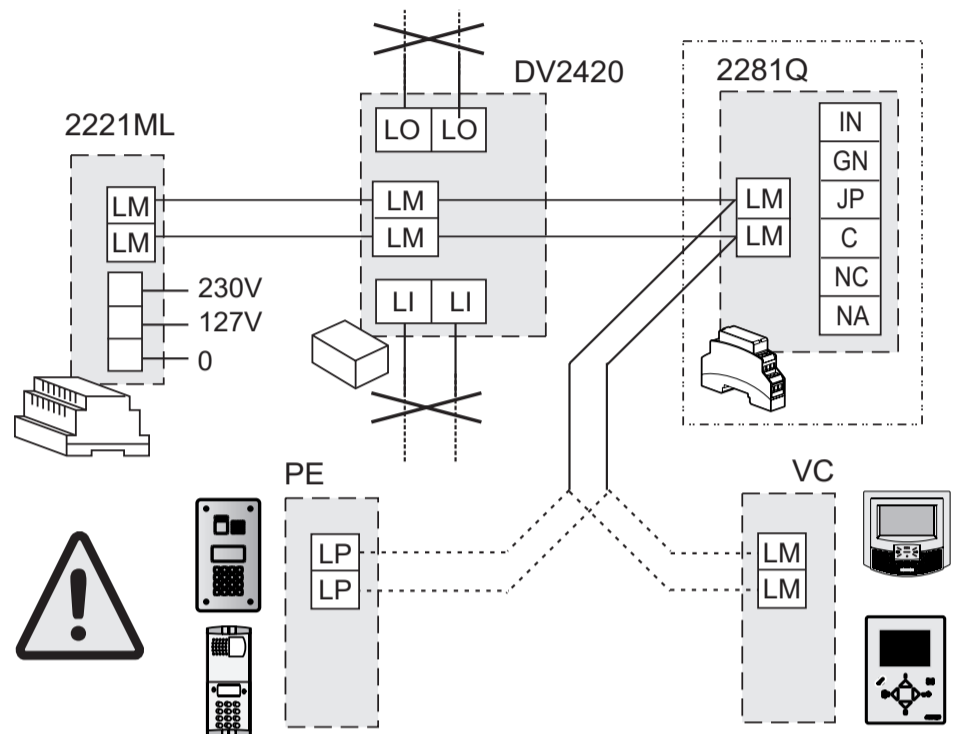 DV2420
2281Q
2221ML
LO LO
IN
GN
JP
C
NC
NA
LM
LM
LM
LM
LM
LM
LI LI
230V
127V
0
PE
VC
LP
LP
LM
LM
!